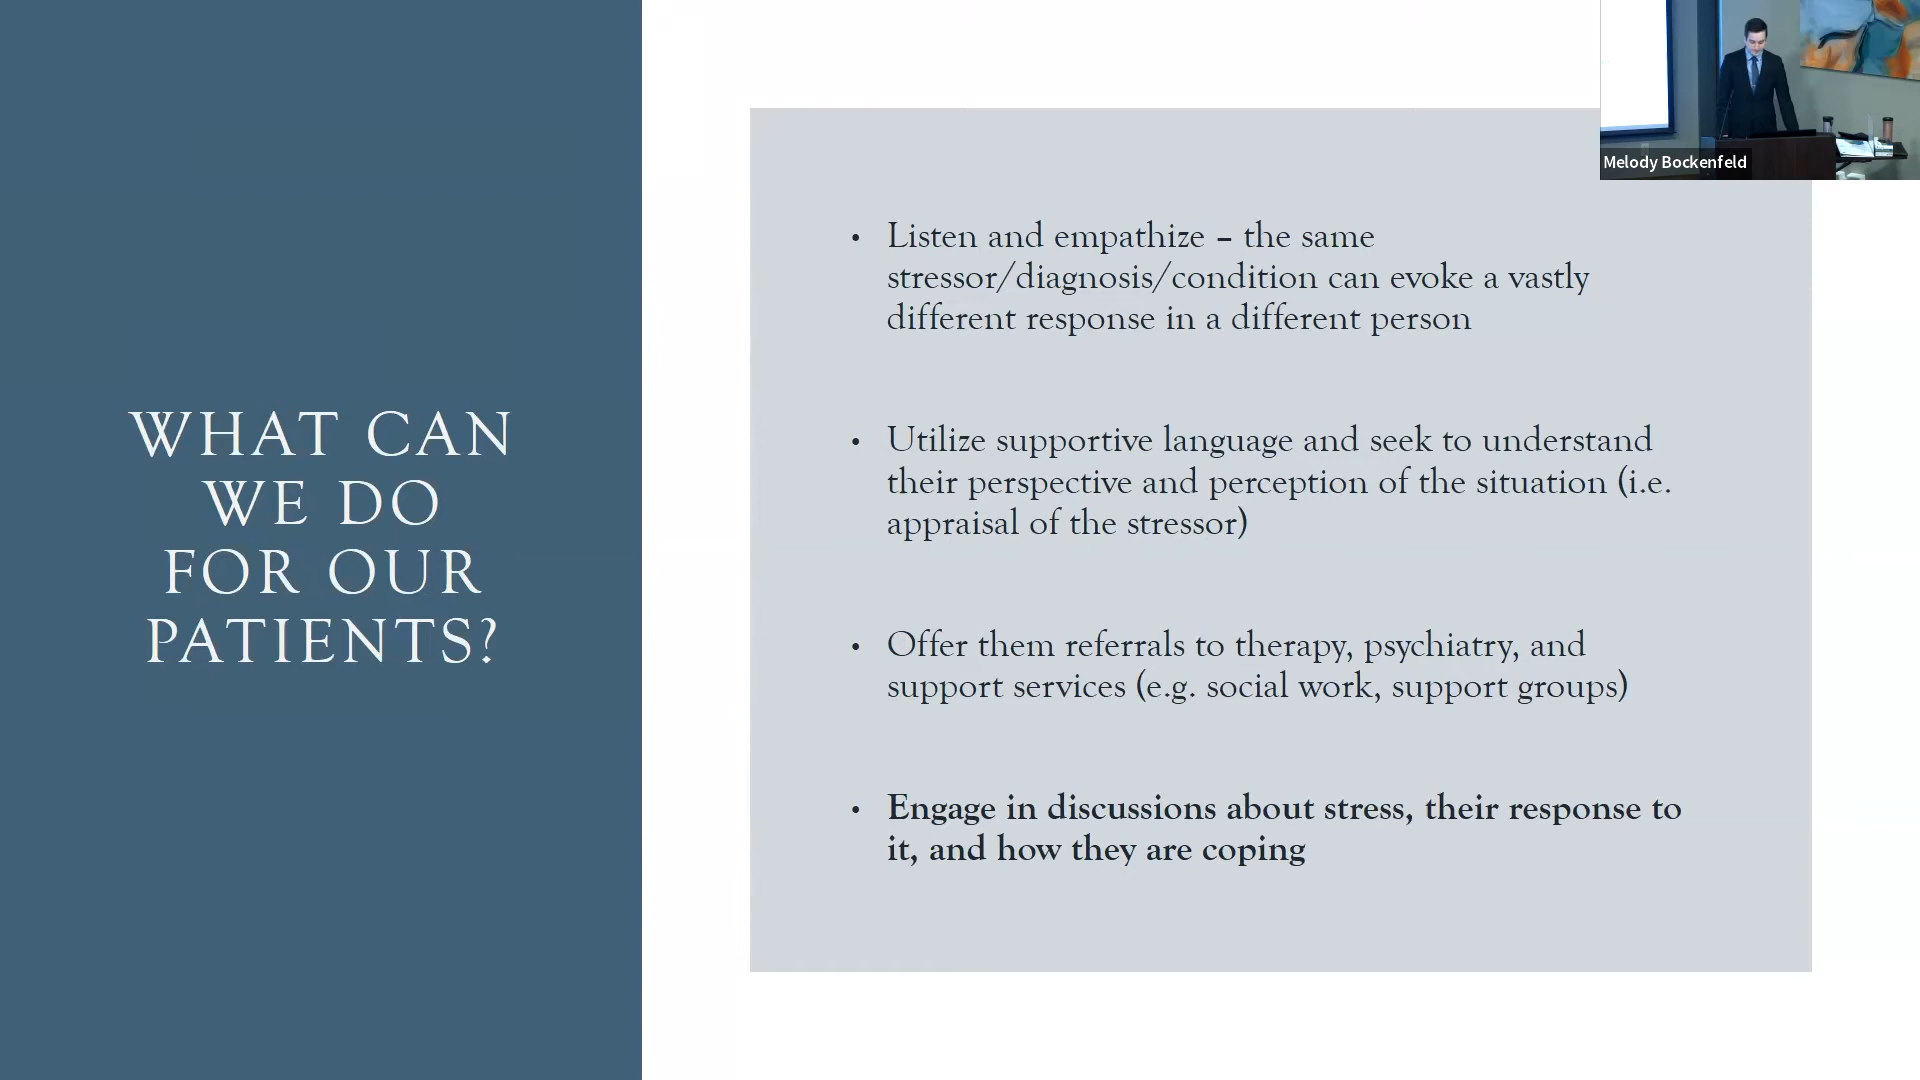 WHAT CAN
WE DO
FOR OUR
PATIENTS?
• Listen and empathize – the same
stressor/diagnosis/condition can evoke a vastly
different response in a different person
• Utilize supportive language and seek to understand
their perspective and perception of the situation (i.e.
appraisal of the stressor)
• Offer them referrals to therapy, psychiatry, and
support services (e.g. social work, support groups)
• Engage in discussions about stress, their response to
it, and how they are coping
Melody Bockenfeld